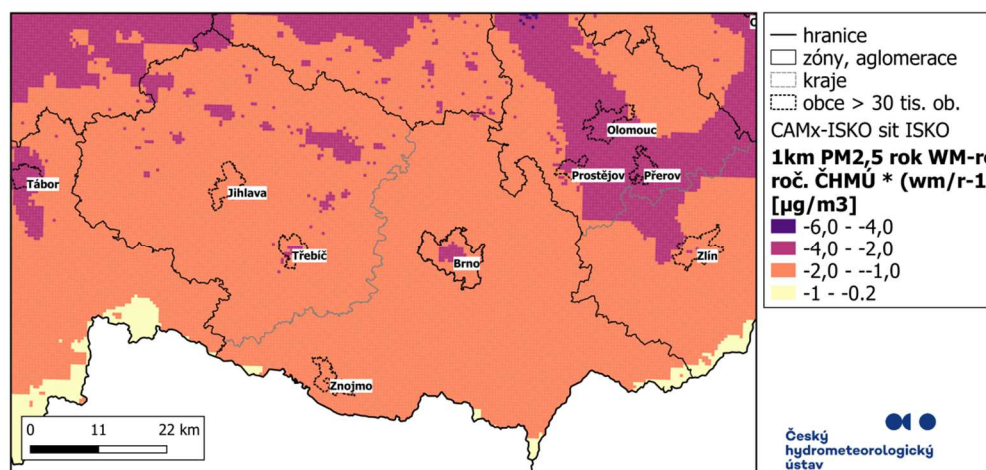 Olomouc
Prostějov
Přerov
Tábor
Jihlava
Třebíč
Brno
Zlín
Znojmo
0 11 22 km
hranice
zóny, aglomerace
kraje
obce > 30 tis. ob.
CAMx-ISKO sit ISKO
1km PM2,5 rok WM-ro
roč. ČHMÚ * (wm/r-1
[µg/m3]
-6,0 - -4,0
-4,0 - -2,0
-2,0 - --1,0
-1 - -0.2
Český
hydrometeorologický
ústav